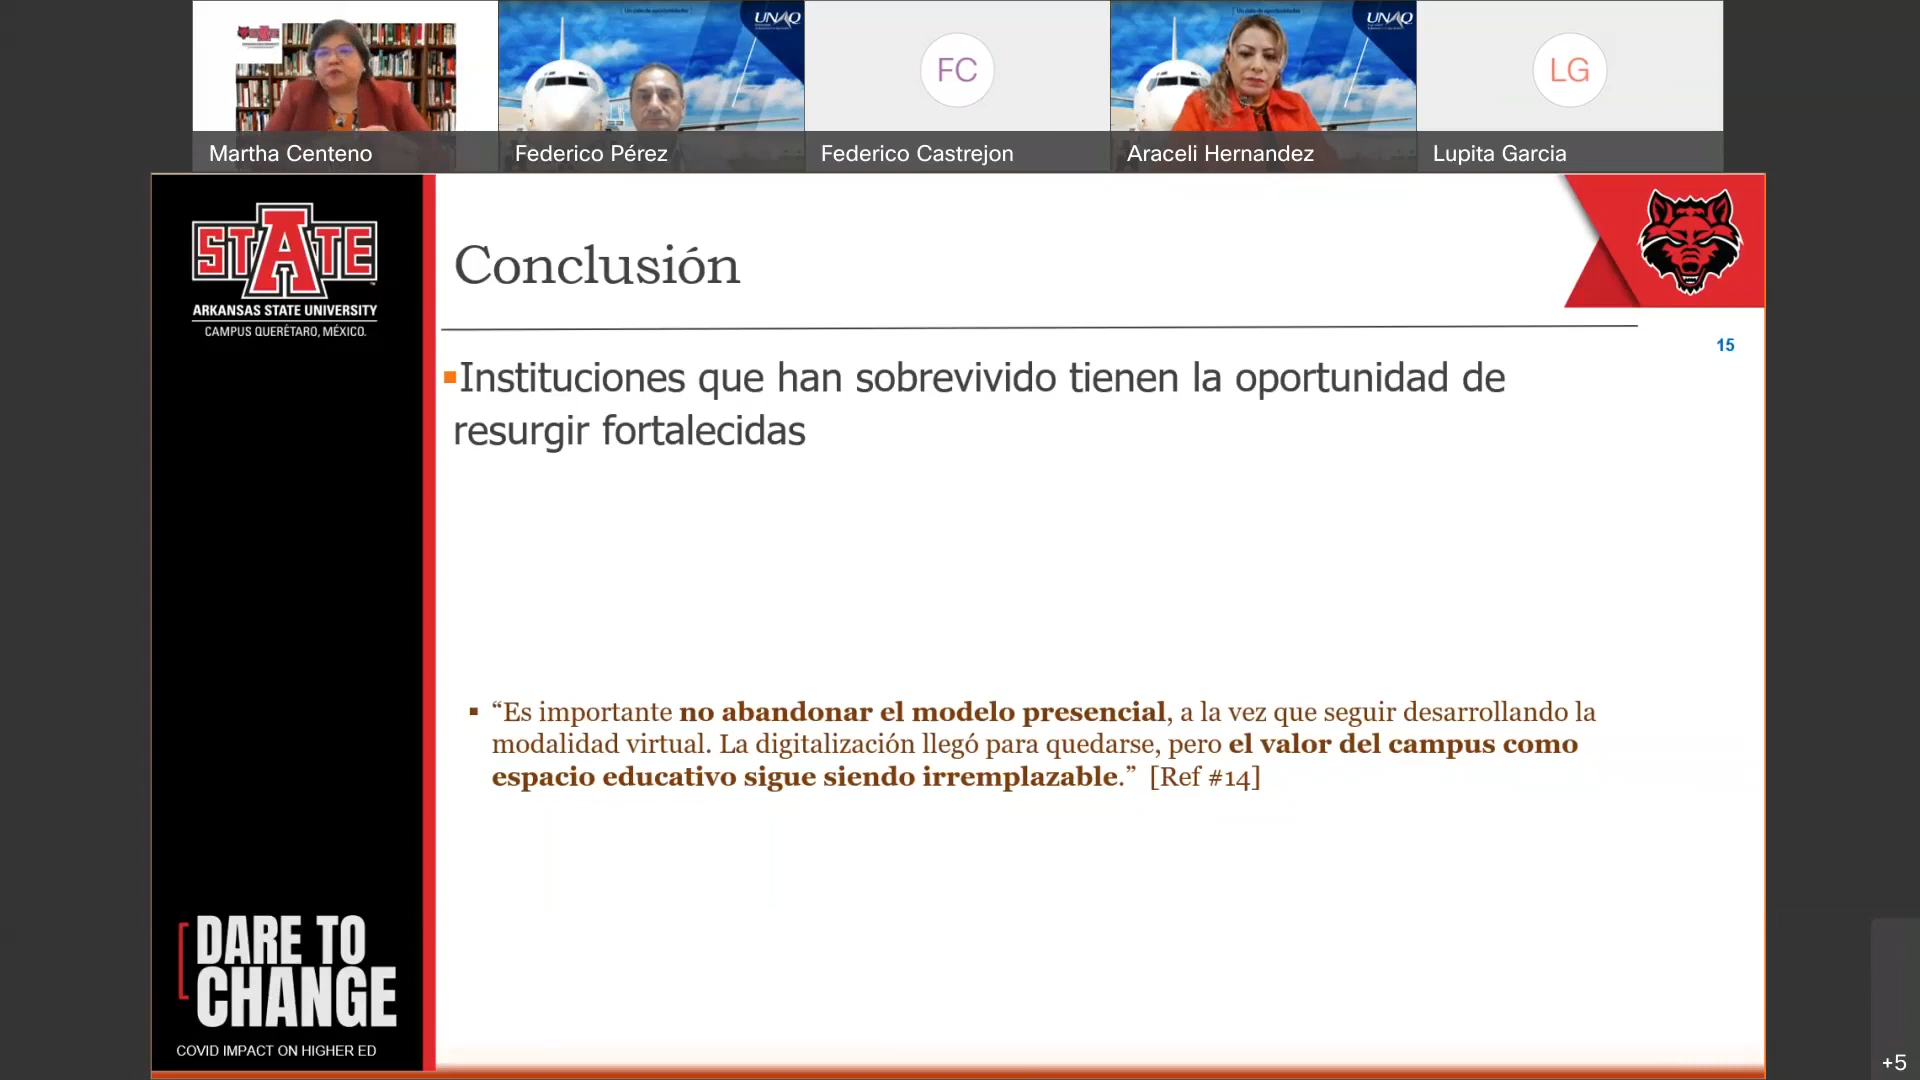 UNAQ
UNAQ
FC
LG
Martha Centeno
Federico Pérez
Federico Castrejon
Araceli Hernandez
Lupita Garcia
STATE
ARKANSAS STATE UNIVERSITY
CAMPUS QUERÉTARO, MÉXICO.
Conclusión
15
▪Instituciones que han sobrevivido tienen la oportunidad de
resurgir fortalecidas
▪ “Es importante no abandonar el modelo presencial, a la vez que seguir desarrollando la
modalidad virtual. La digitalización llegó para quedarse, pero el valor del campus como
espacio educativo sigue siendo irremplazable.” [Ref #14]
DARE TO
CHANGE
COVID IMPACT ON HIGHER ED
+5